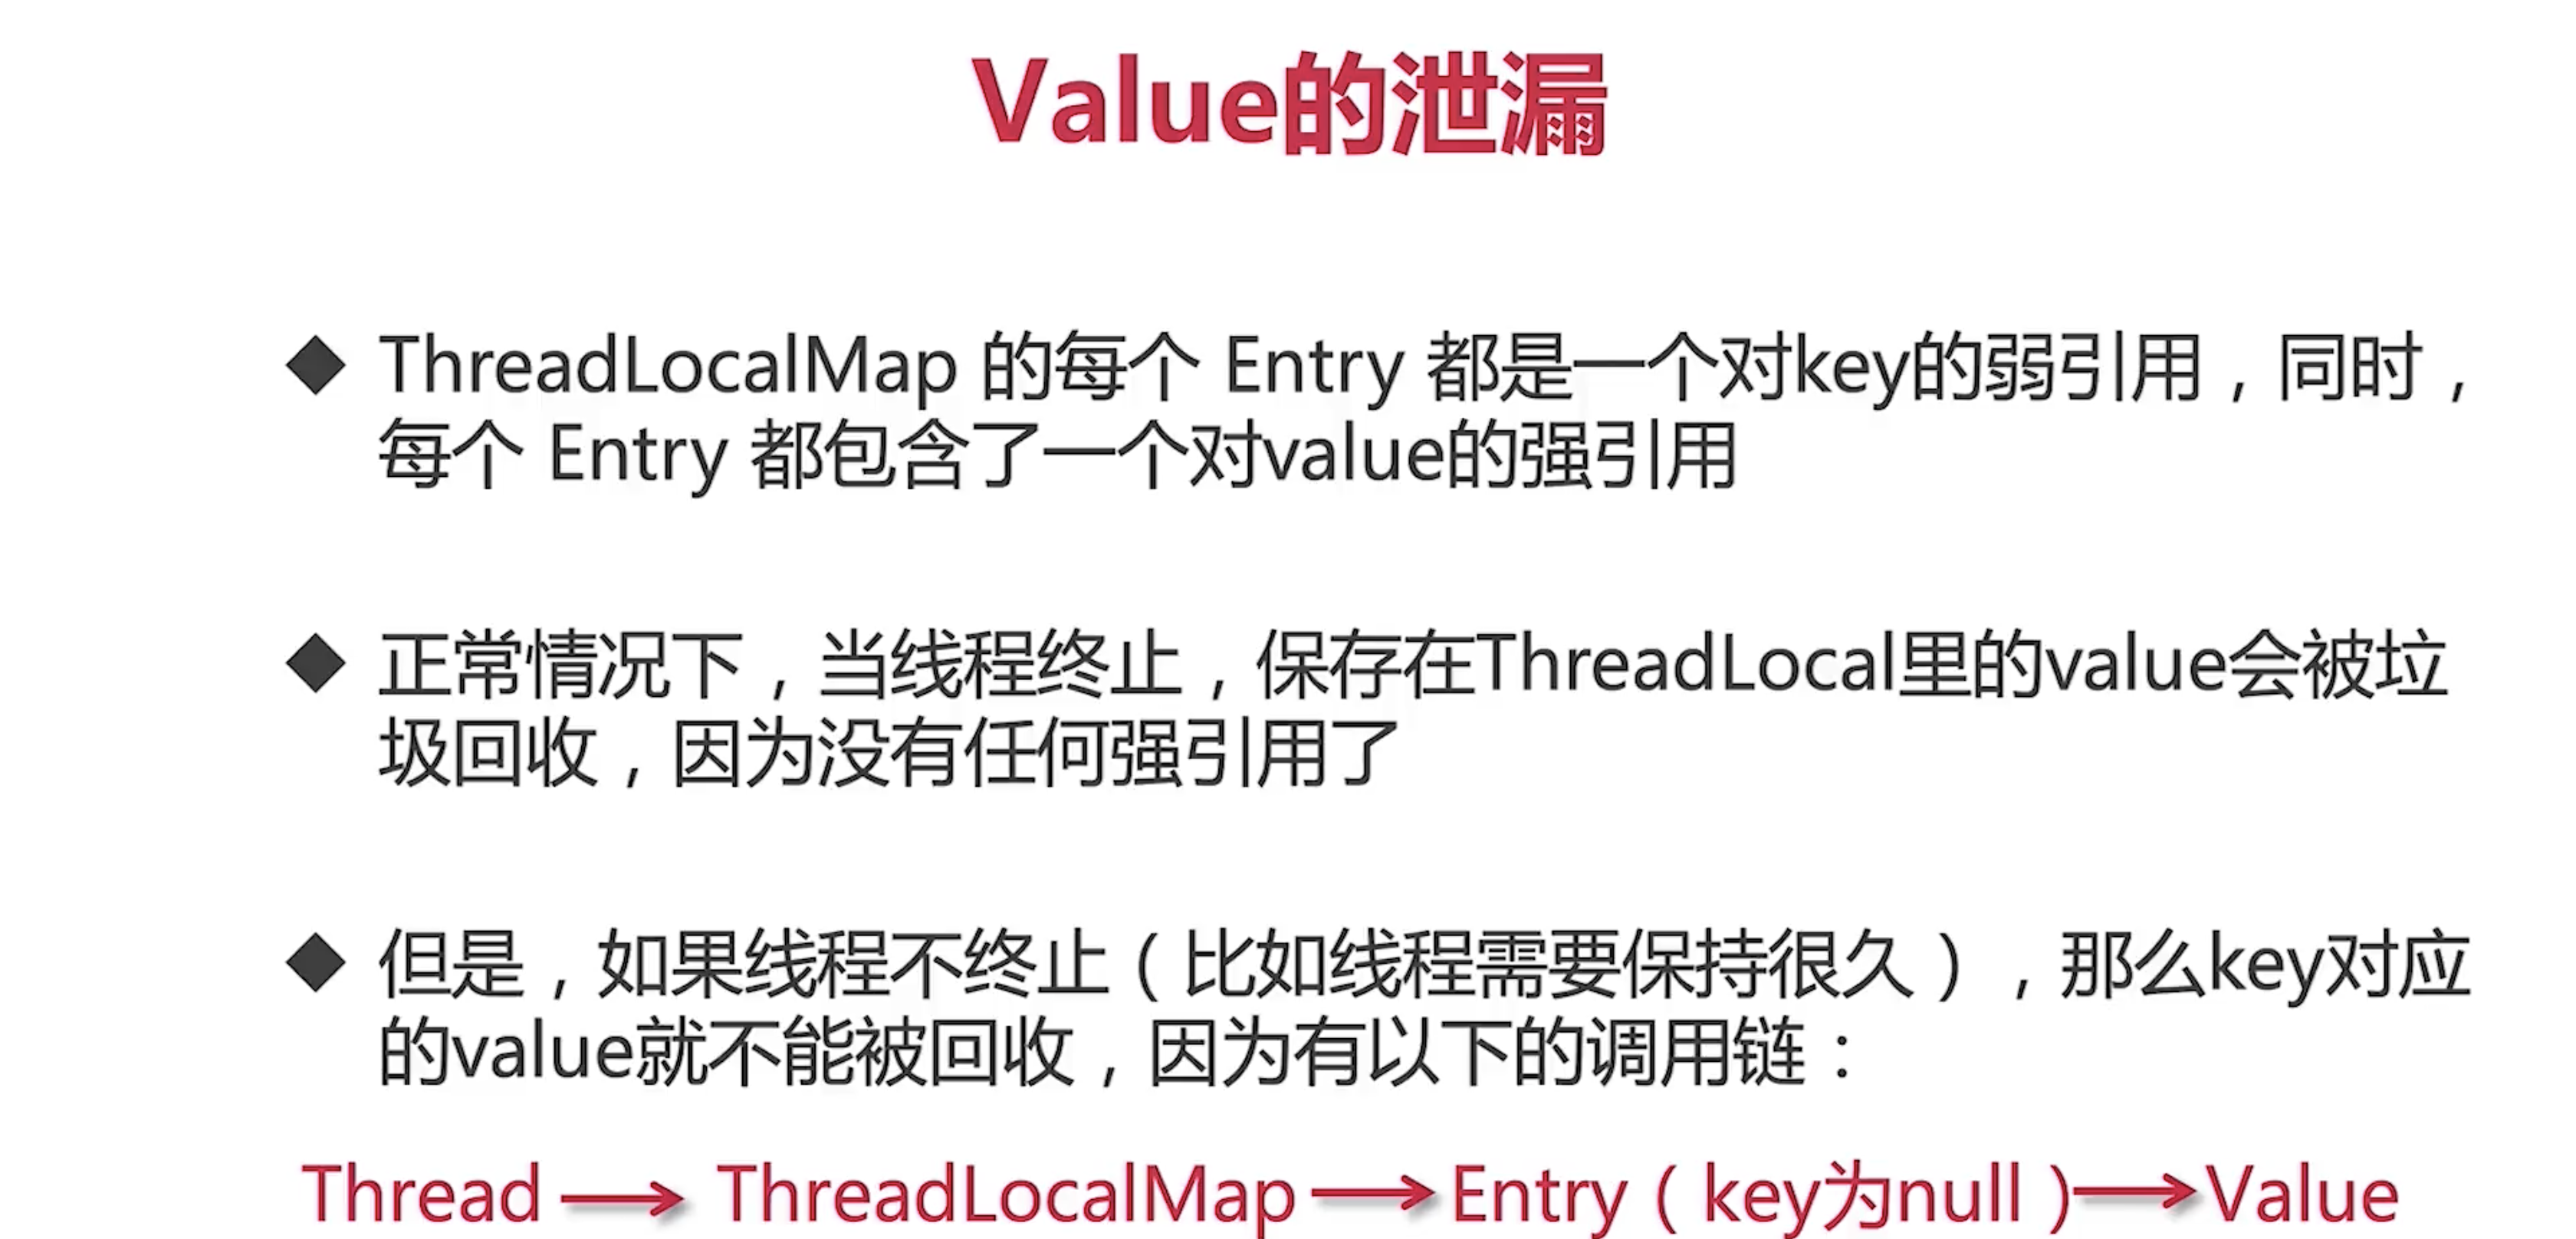 Value的泄漏
ThreadLocalMap 的每个 Entry 都是一个对key的弱引用，同时，
每个 Entry 都包含了一个对value的强引用
正常情况下，当线程终止，保存在ThreadLocal里的value会被垃
圾回收，因为没有任何强引用了
但是，如果线程不终止（比如线程需要保持很久），那么key对应
的value就不能被回收，因为有以下的调用链：
Thread → ThreadLocalMap → Entry（key为null）→ Value